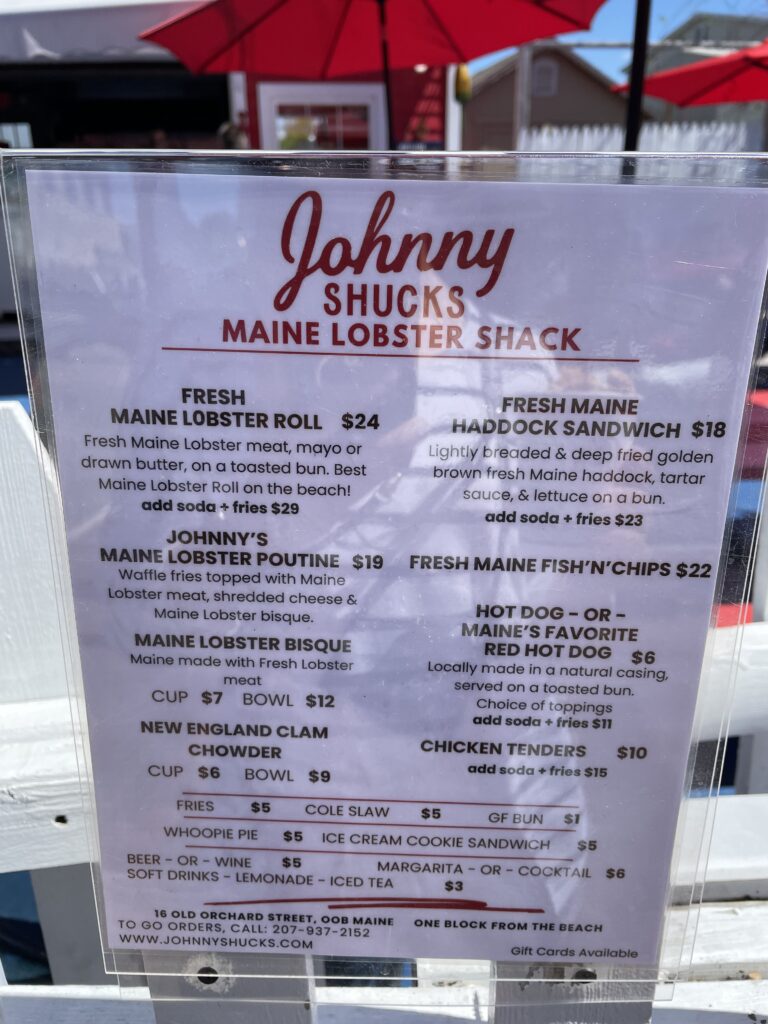 Johnny
SHUCKS
MAINE LOBSTER SHACK
FRESH
MAINE LOBSTER ROLL $24
Fresh Maine Lobster meat, mayo or
drawn butter, on a toasted bun. Best
Maine Lobster Roll on the beach!
add soda + fries $29
JOHNNY'S
MAINE LOBSTER POUTINE $19
Waffle fries topped with Maine
Lobster meat, shredded cheese &
Maine Lobster bisque.
MAINE LOBSTER BISQUE
Maine made with Fresh Lobster
meat
CUP $7 BOWL $12
NEW ENGLAND CLAM
CHOWDER
CUP $6 BOWL $9
FRESH MAINE
HADDOCK SANDWICH $18
Lightly breaded & deep fried golden
brown fresh Maine haddock, tartar
sauce, & lettuce on a bun.
add soda + fries $23
FRESH MAINE FISH'N'CHIPS $22
HOT DOG - OR -
MAINE'S FAVORITE
RED HOT DOG $6
Locally made in a natural casing,
served on a toasted bun.
Choice of toppings
add soda + fries $11
CHICKEN TENDERS $10
add soda + fries $15
FRIES $5 COLE SLAW $5 GF BUN $1
WHOOPIE PIE $5 ICE CREAM COOKIE SANDWICH $5
BEER - OR - WINE $5 MARGARITA - OR - COCKTAIL $6
SOFT DRINKS - LEMONADE - ICED TEA $3
16 OLD ORCHARD STREET, OOB MAINE ONE BLOCK FROM THE BEACH
TO GO ORDERS, CALL: 207-937-2152
WWW.JOHNNYSHUCKS.COM
Gift Cards Available